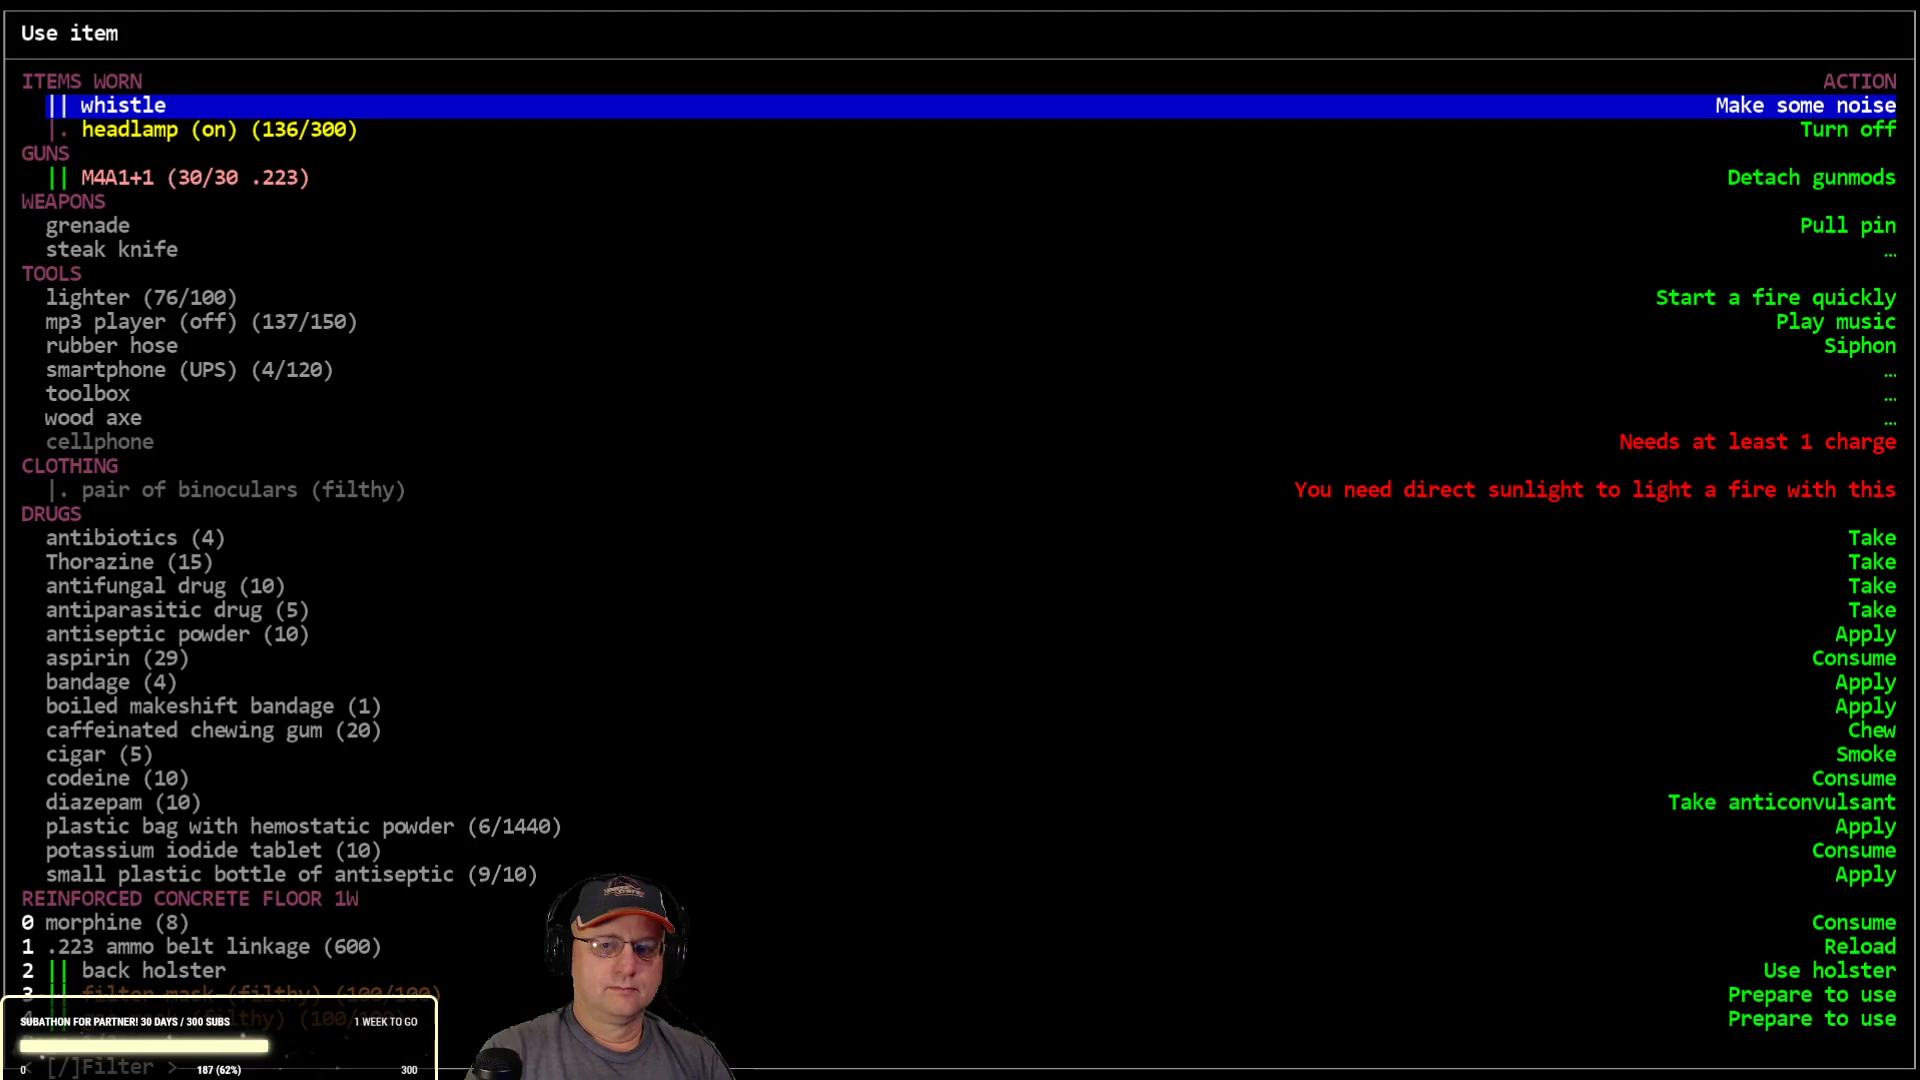 Use item
ITEMS WORN ACTION
|| whistle Make some noise
|. headlamp (on) (136/300) Turn off
GUNS
|| M4A1+1 (30/30 .223) Detach gunmods
WEAPONS
grenade Pull pin
steak knife …
TOOLS
lighter (76/100) Start a fire quickly
mp3 player (off) (137/150) Play music
rubber hose Siphon
smartphone (UPS) (4/120) …
toolbox …
wood axe …
cellphone Needs at least 1 charge
CLOTHING
|. pair of binoculars (filthy) You need direct sunlight to light a fire with this
DRUGS
antibiotics (4) Take
Thorazine (15) Take
antifungal drug (10) Take
antiparasitic drug (5) Take
antiseptic powder (10) Apply
aspirin (29) Consume
bandage (4) Apply
boiled makeshift bandage (1) Apply
caffeinated chewing gum (20) Chew
cigar (5) Smoke
codeine (10) Consume
diazepam (10) Take anticonvulsant
plastic bag with hemostatic powder (6/1440) Apply
potassium iodide tablet (10) Consume
small plastic bottle of antiseptic (9/10) Apply
REINFORCED CONCRETE FLOOR 1W
0 morphine (8) Consume
1 .223 ammo belt linkage (600) Reload
2 || back holster Use holster
3 || filter mask (filthy) (100/100) Prepare to use
Prepare to use
SUBATHON FOR PARTNER! 30 DAYS / 300 SUBS 1 WEEK TO GO
< [/]Filter >
0 187 (62%) 300